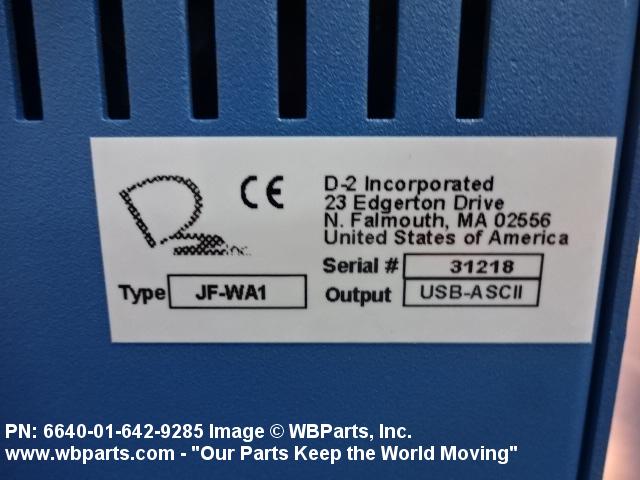 D-2 Incorporated
23 Edgerton Drive
N. Falmouth, MA 02556
United States of America
inc.
CE
Serial # 31218
Type JF-WA1
Output USB-ASCII
PN: 6640-01-642-9285 Image © WBParts, Inc.
www.wbparts.com - "Our Parts Keep the World Moving"